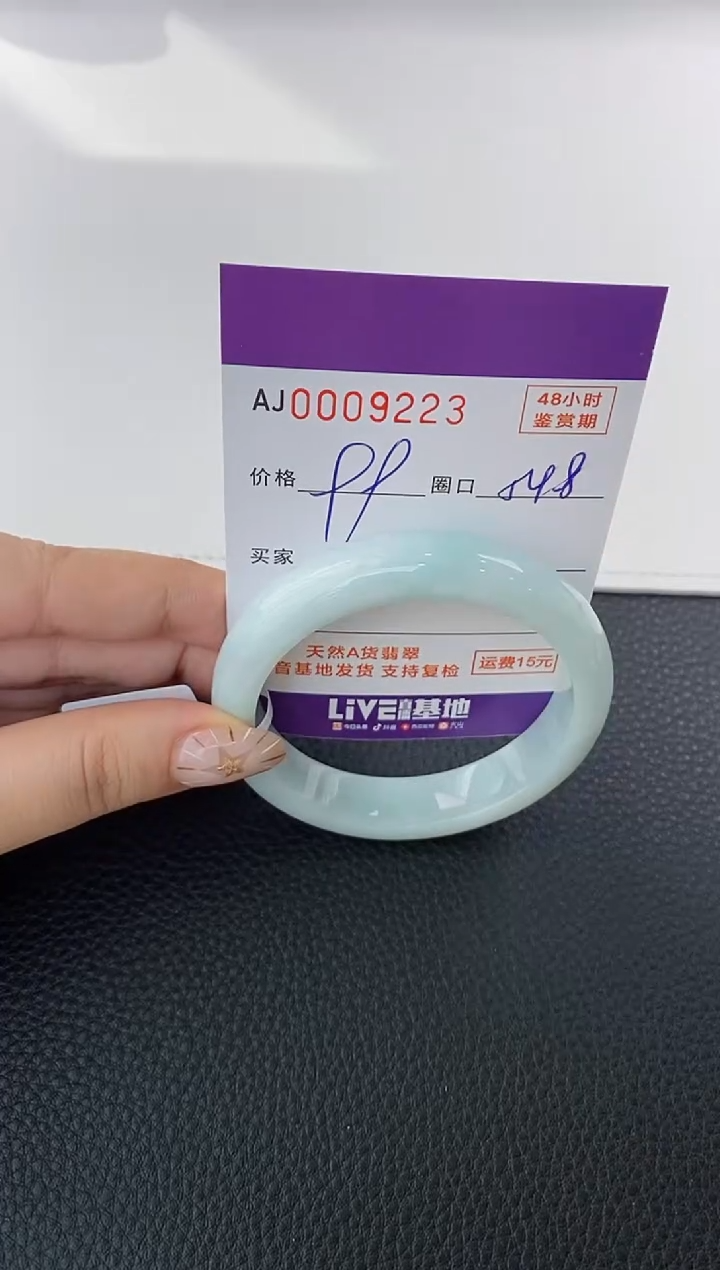 AJ0009223
48小时
鉴赏期
价格 圈口 548
买家
天然A货翡翠
音基地发货 支持复检
运费15元
LiVE 基地